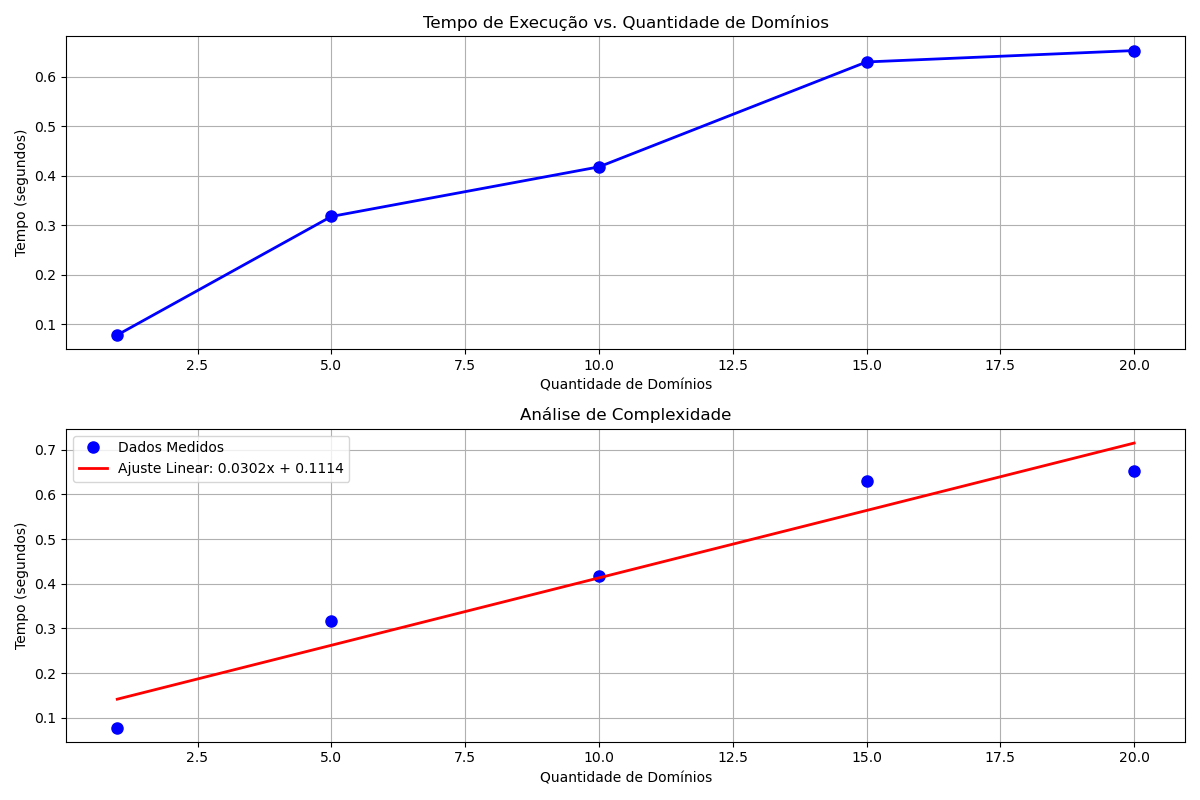 Tempo de Execução vs. Quantidade de Domínios
Tempo (segundos)
0.6
0.5
0.4
0.3
0.2
0.1
2.5 5.0 7.5 10.0 12.5 15.0 17.5 20.0
Quantidade de Domínios
Análise de Complexidade
Dados Medidos
Ajuste Linear: 0.0302x + 0.1114
Tempo (segundos)
0.7
0.6
0.5
0.4
0.3
0.2
0.1
2.5 5.0 7.5 10.0 12.5 15.0 17.5 20.0
Quantidade de Domínios